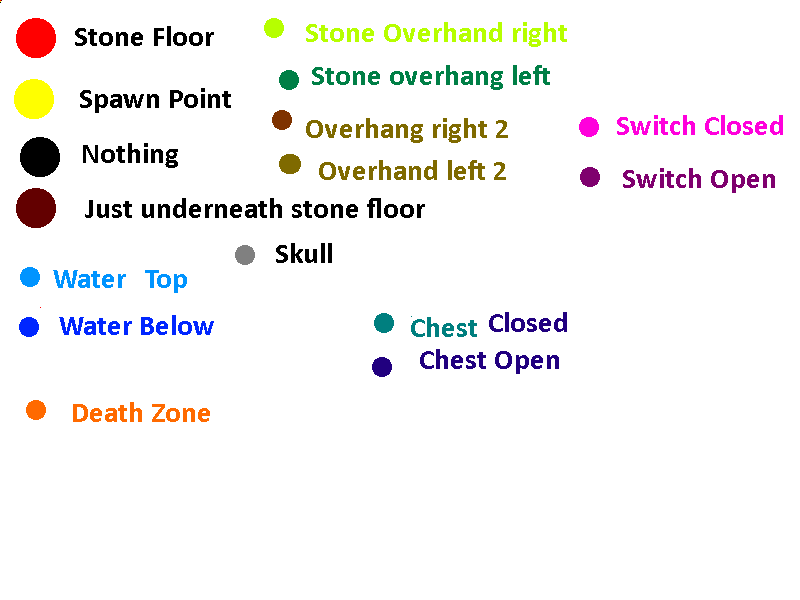 Stone Floor
Stone Overhand right
Stone overhang left
Spawn Point
Overhang right 2
Switch Closed
Nothing
Overhand left 2
Switch Open
Just underneath stone floor
Skull
Water Top
Water Below
Chest Closed
Chest Open
Death Zone